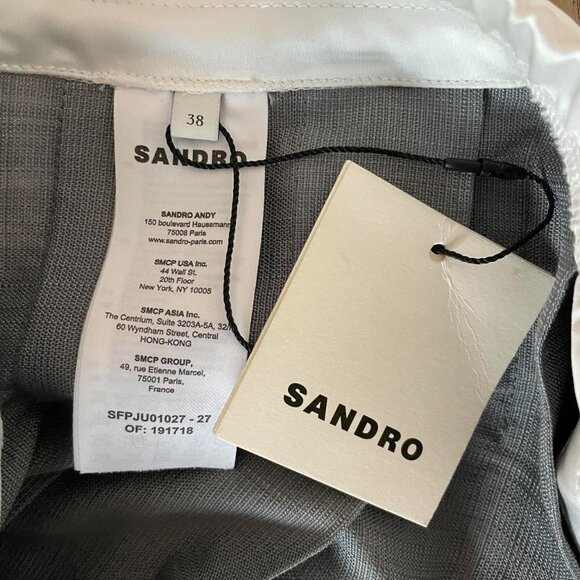 38
SANDRO
SANDRO ANDY
150 boulevard Haussmann
75008 Paris
www.sandro-paris.com
SMCP USA Inc.
44 Wall St.
20th Floor
New York, NY 10005
SMCP ASIA Inc.
The Centrium, Suite 3203A-5A, 32/
60 Wyndham Street, Central
HONG-KONG
SMCP GROUP,
49, rue Etienne Marcel,
75001 Paris,
France
SFPJU01027 - 27
OF: 191718
SANDRO